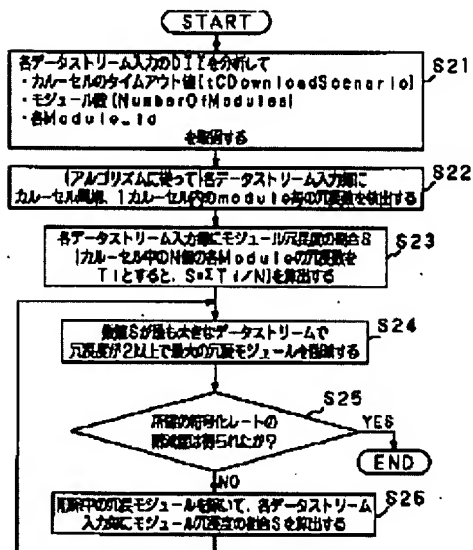 START
各データストリーム入力のDIIを分析して
・カルーセルのタイムアウト値[tCDownloadScenario]
・モジュール数[NumberOfModules]
・各Module_id
を取得する
S21
(アルゴリズムに従って)各データストリーム入力毎に
カルーセル周期、1カルーセル内のmodule毎の冗長数を検出する
S22
各データストリーム入力毎にモジュール冗長度の総合S
(カルーセル中のN個の各Moduleの冗長数を
Tiとすると、S=ΣTi/N)を算出する
S23
数値Sが最も大きなデータストリームで
冗長度が2以上で最大の冗長モジュールを削除する
S24
所望の符号化レートの
削減は得られたか?
S25
YES
END
NO
冗長モジュールを除いて、各データストリーム
入力毎にモジュール冗長度の総合Sを算出する
S26